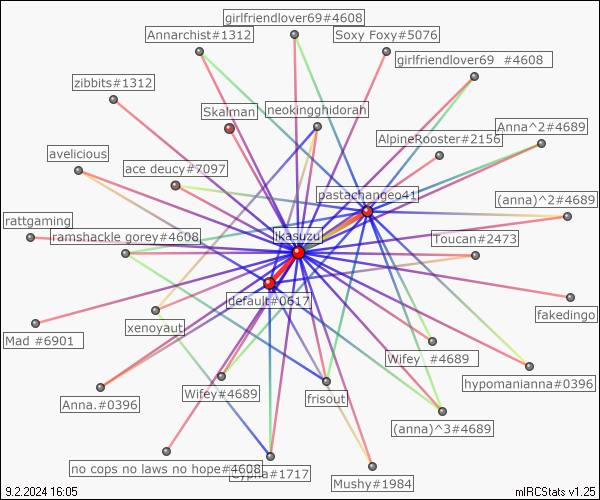 girlfriendlover69#4608
Annarchist#1312
Soxy Foxy#5076
girlfriendlover69 #4608
zibbits#1312
Skalman
neokingghidorah
Anna^2#4689
AlpineRooster#2156
avelicious
ace deucy#7097
pastachangeo41
(anna)^2#4689
rattgaming
ramshackle gorey#4608
ikasuzu
Toucan#2473
default#0617
fakedingo
xenoyaut
Mad #6901
Wifey #4689
hypomanianna#0396
Anna.#0396
Wifey#4689
frisout
(anna)^3#4689
no cops no laws no hope#4608
#1717
Mushy#1984
9.2.2024 16:05
mIRCStats v1.25